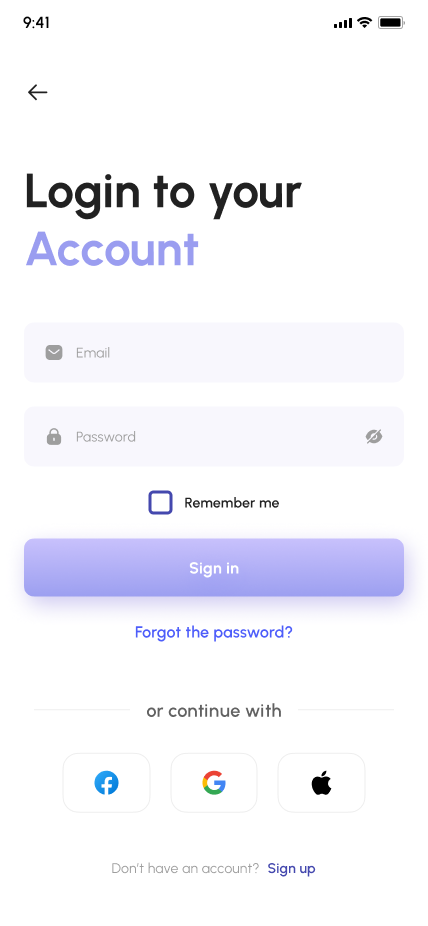 9:41
Login to your
Account
Email
Password
Remember me
Sign in
Forgot the password?
or continue with
Don't have an account? Sign up